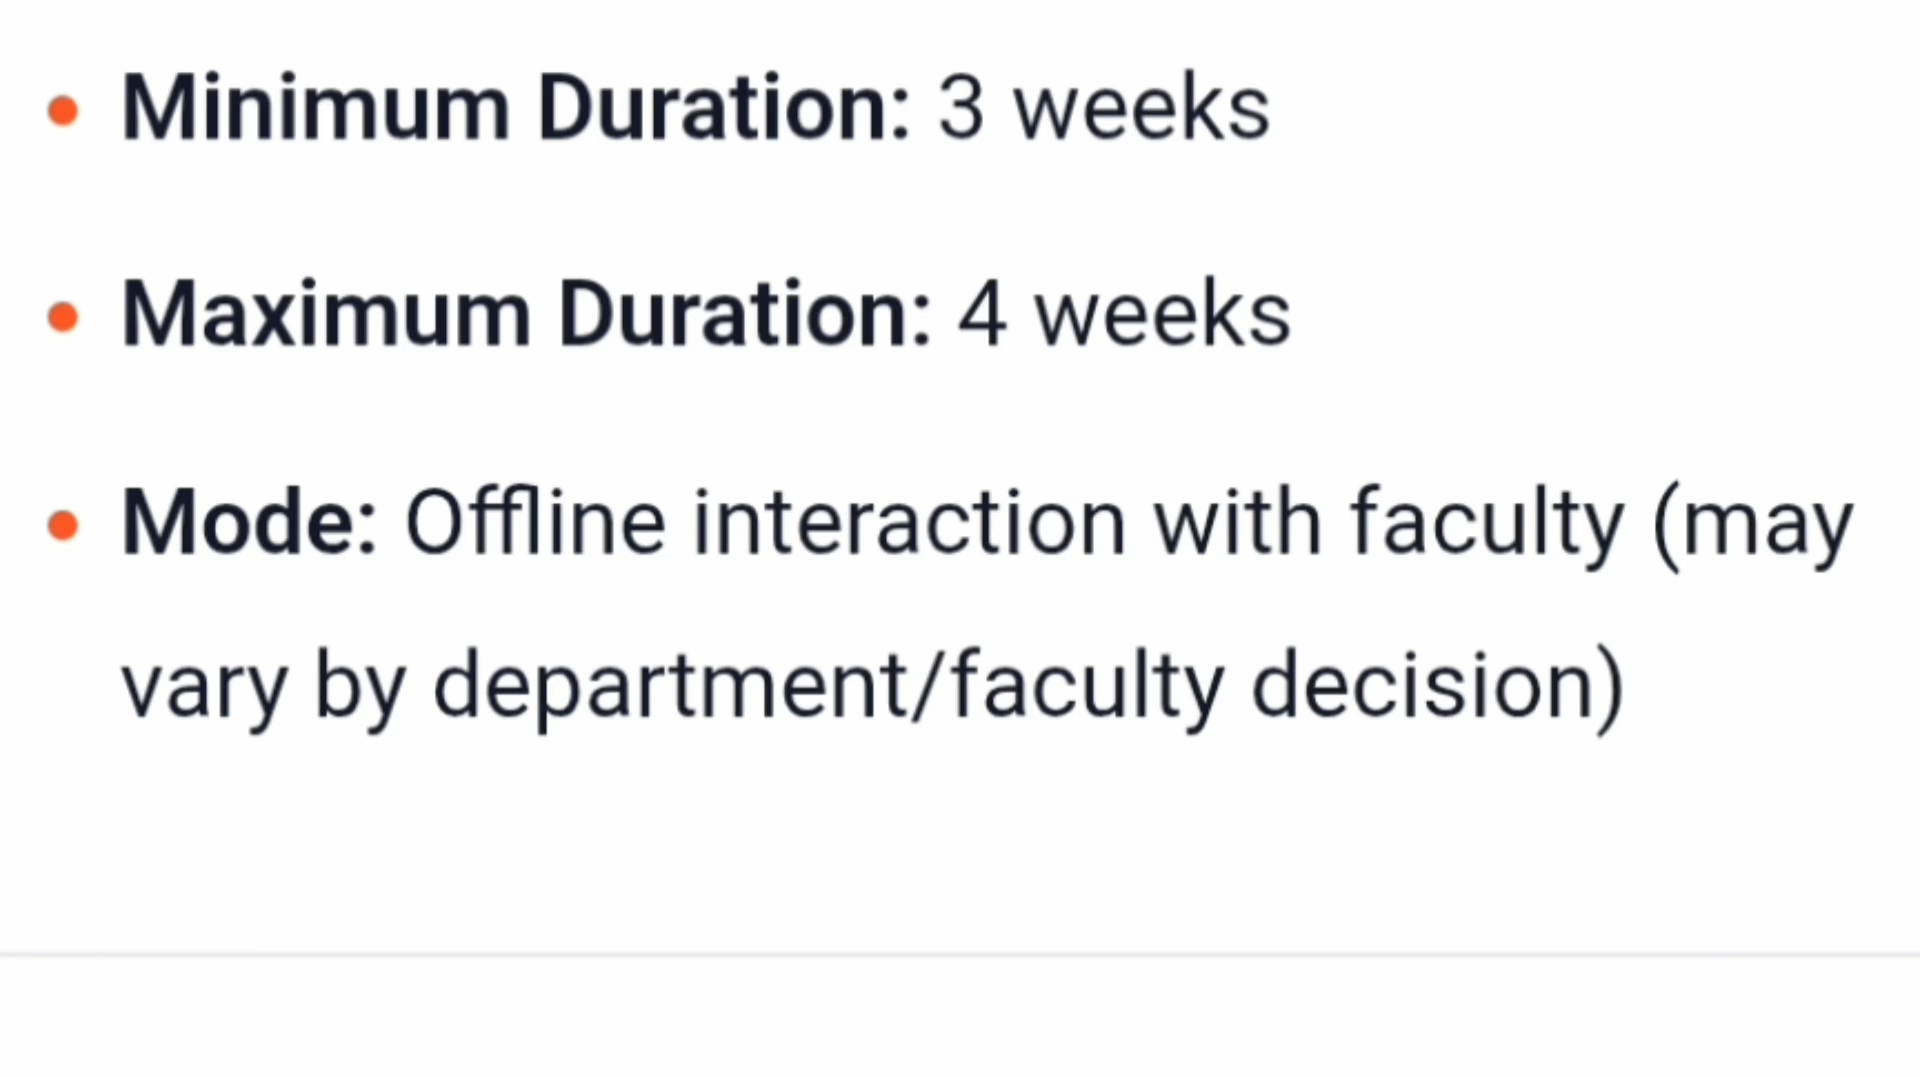 Minimum Duration: 3 weeks
Maximum Duration: 4 weeks
Mode: Offline interaction with faculty (may
vary by department/faculty decision)